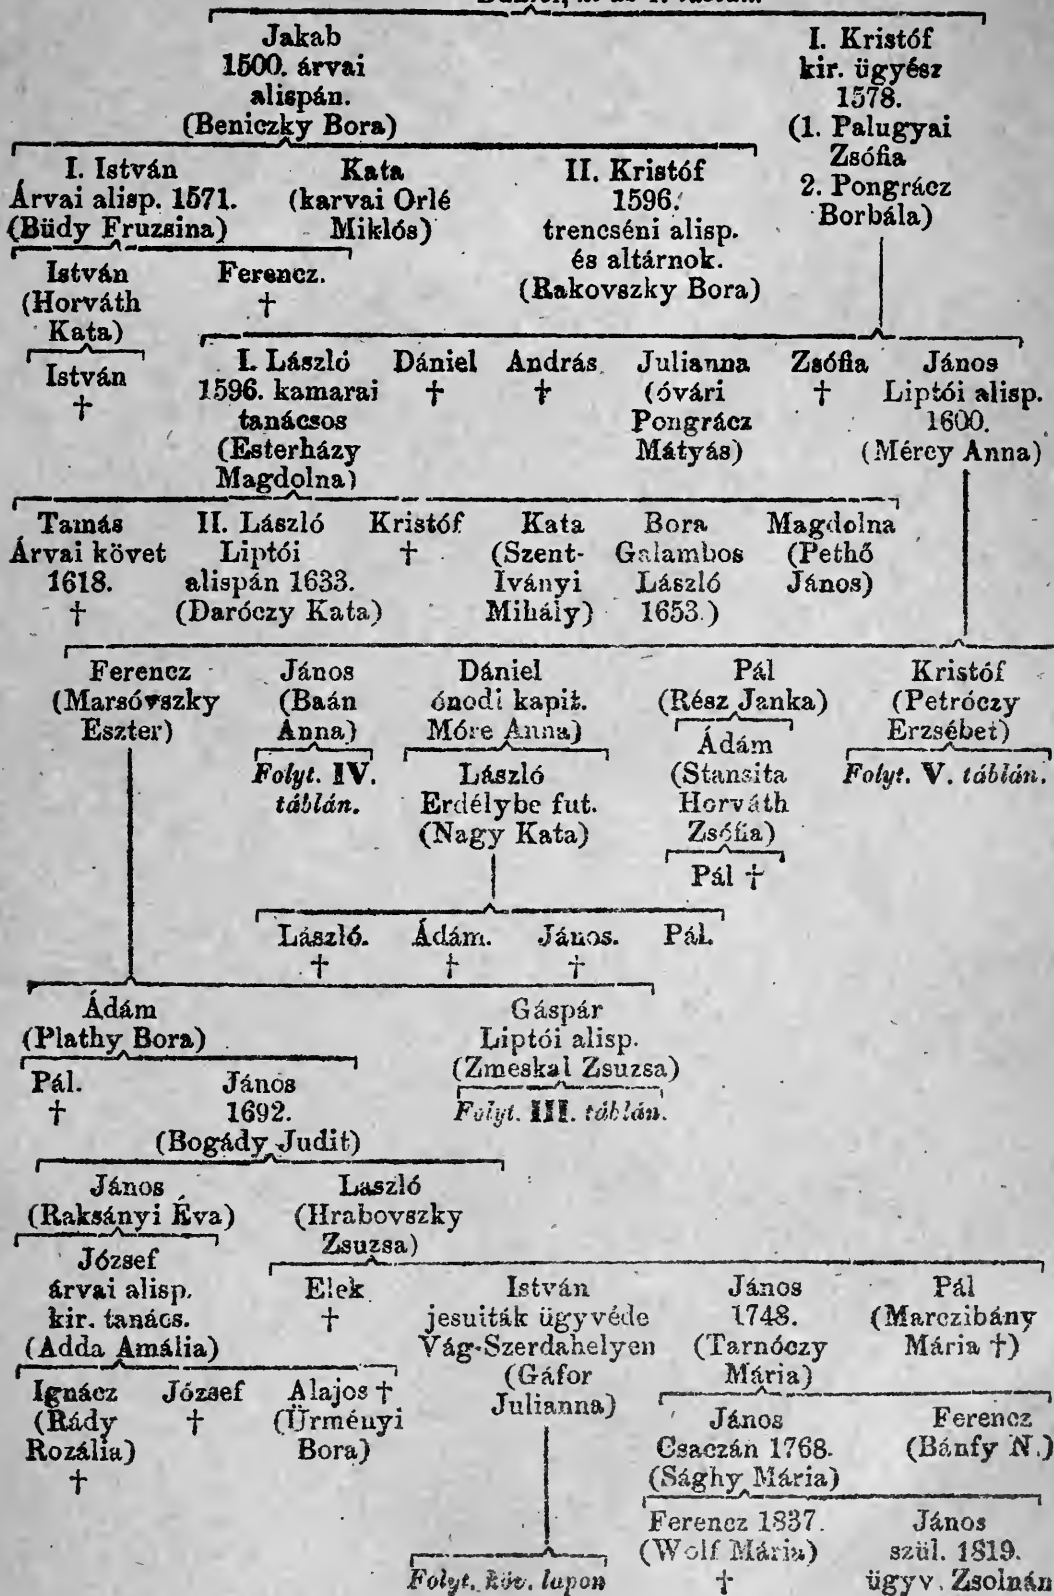 Dániel, ki az I. táblán.
Jakab
1500. árvai
alispán.
(Beniczky Bora)
I. Kristóf
kir. ügyész
1578.
(1. Palugyai
Zsófia
2. Pongrácz
Borbála)
I. István
Árvai alisp. 1571.
(Büdy Fruzsina)
Kata
(karvai Orlé
Miklós)
II. Kristóf
1596.
trencséni alisp.
és altárnok.
(Rakovszky Bora)
István
(Horváth
Kata)
Ferencz.
†
István
†
I. László
1596. kamarai
tanácsos
(Esterházy
Magdolna)
Dániel
†
András.
†
Julianna
(óvári
Pongrácz
Mátyás)
Zsófia
†
János
Liptói alisp.
1600.
(Mércy Anna)
Tamás
Árvai követ
1618.
†
II. László
Liptói
alispán 1633.
(Daróczy Kata)
Kristóf
†
Kata
(Szent-
Iványi
Mihály)
Bora
Galambos
László
1653.)
Magdolna
(Pethő
János)
Ferencz
(Marsóvszky
Eszter)
János
(Baán
Anna)
Folyt. IV.
táblán.
Dániel
ónodi kapit.
Móre Anna)
László
Erdélybe fut.
(Nagy Kata)
Pál
(Rész Janka)
Ádám
(Stansita
Horváth
Zsófia)
Pál †
Kristóf
(Petróczy
Erzsébet)
Folyt. V. táblán.
László.
†
Ádám.
†
János.
†
Pál.
Ádám
(Plathy Bora)
Gáspár
Liptói alisp.
(Zmeskal Zsuzsa)
Folyt. III. táblán.
Pál.
†
János
1692.
(Bogády Judit)
János
(Raksányi Éva)
Laszló
(Hrabovszky
Zsuzsa)
József
árvai alisp.
kir. tanács.
(Adda Amália)
Elek
†
István
jesuiták ügyvéde
Vág-Szerdahelyen
(Gáfor
Julianna)
János
1748.
(Tarnóczy
Mária)
Pál
(Marczibány
Mária †)
Ignácz
(Rády
Rozália)
†
József
†
Alajos †
(Ürményi
Bora)
János
Csaczán 1768.
(Sághy Mária)
Ferencz
(Bánfy N.)
Ferencz 1837.
(Wolf Mária)
†
János
szül. 1819.
ügyv. Zsolnán
Folyt. köv. lapon